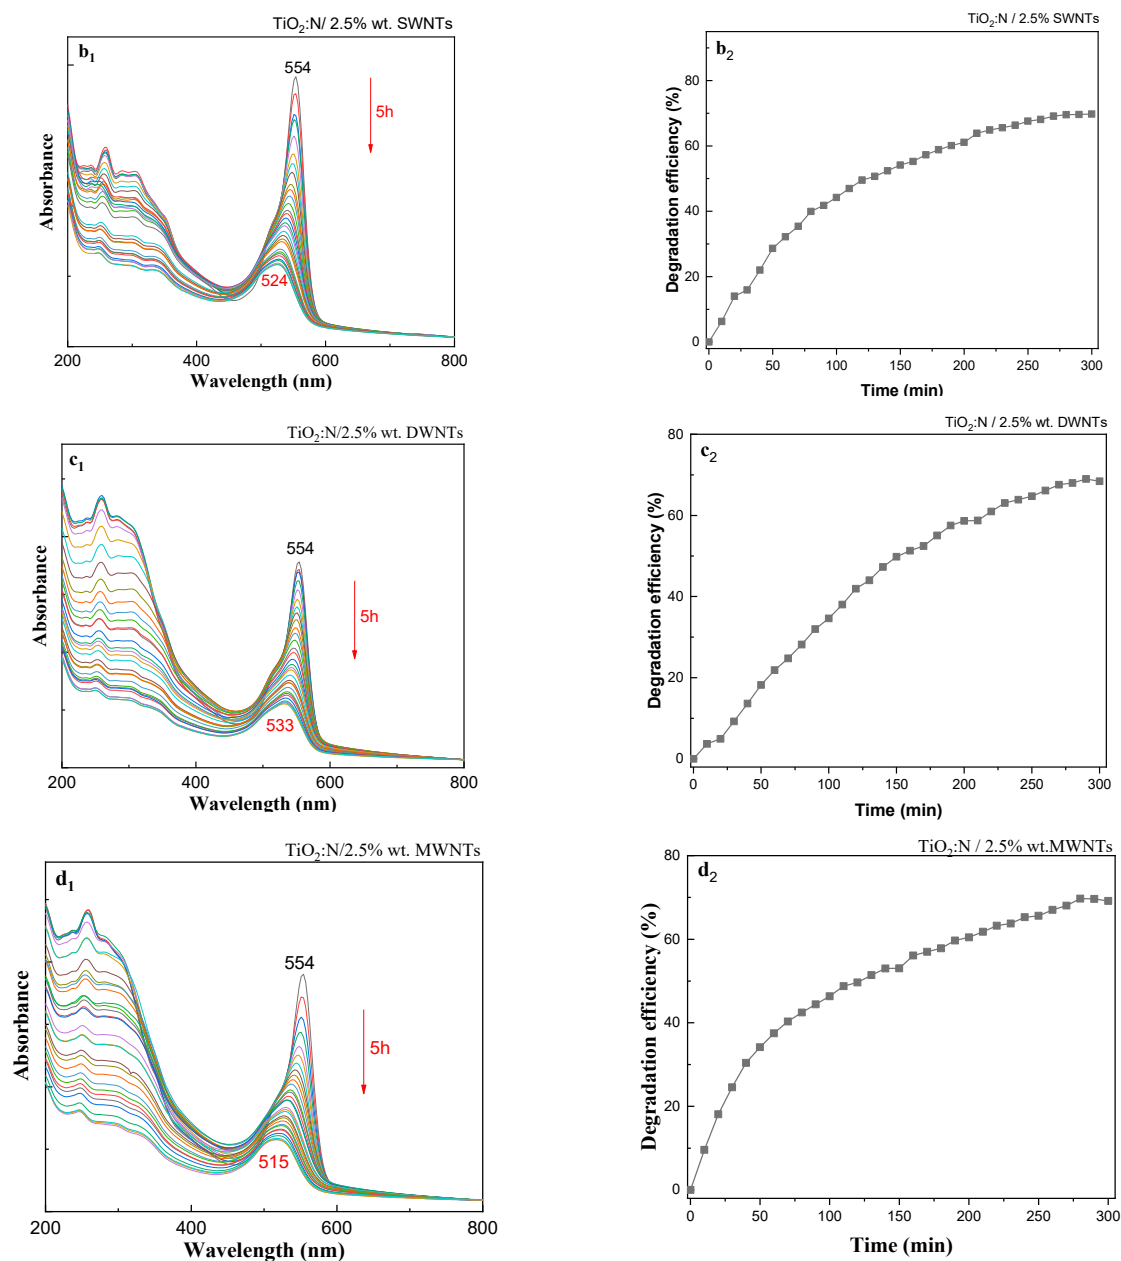 TiO₂:N/ 2.5% wt. SWNTs
b₁
554
5h
524
Absorbance
200 400 600 800
Wavelength (nm)
TiO₂:N / 2.5% SWNTs
b₂
80
60
40
20
0
Degradation efficiency (%)
0 50 100 150 200 250 300
Time (min)
TiO₂:N/2.5% wt. DWNTs
c₁
554
5h
533
Absorbance
200 400 600 800
Wavelength (nm)
TiO₂:N / 2.5% wt. DWNTs
c₂
80
60
40
20
0
Degradation efficiency (%)
0 50 100 150 200 250 300
Time (min)
TiO₂:N/2.5% wt. MWNTs
d₁
554
5h
515
Absorbance
200 400 600 800
Wavelength (nm)
TiO₂:N / 2.5% wt.MWNTs
d₂
80
60
40
20
0
Degradation efficiency (%)
0 50 100 150 200 250 300
Time (min)